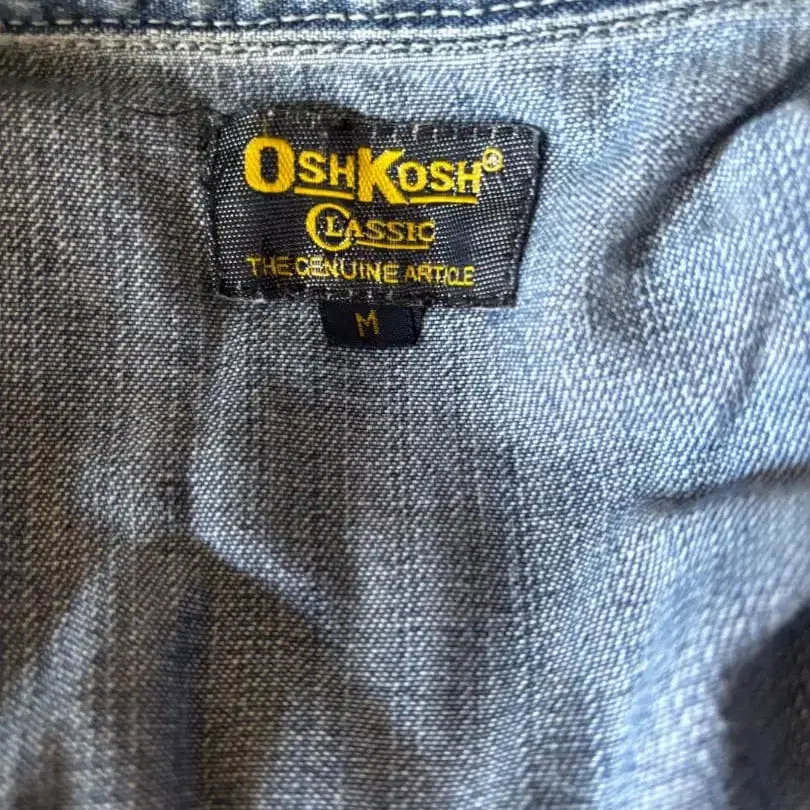 OSHKOSH®
CLASSIC
THE GENUINE ARTICLE
M